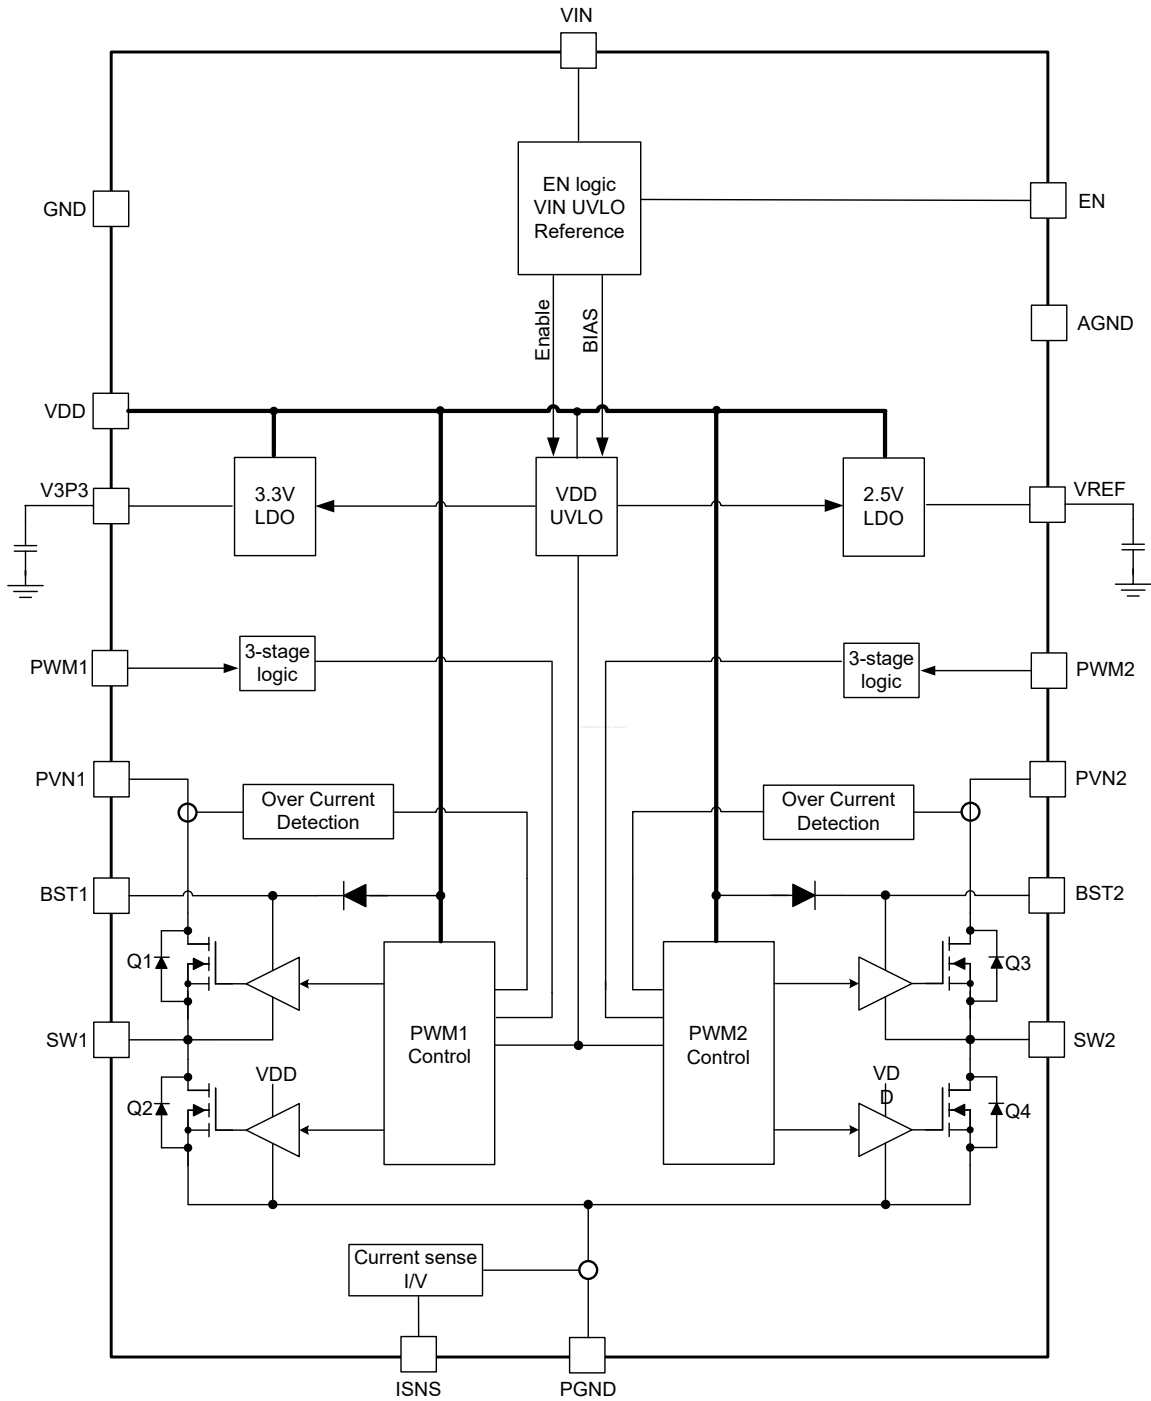 VIN
EN logic
VIN UVLO
Reference
GND
EN
Enable
BIAS
AGND
VDD
V3P3
3.3V
LDO
VDD
UVLO
2.5V
LDO
VREF
PWM1
3-stage
logic
3-stage
logic
PWM2
PVN1
Over Current
Detection
Over Current
Detection
PVN2
BST1
BST2
Q1
Q3
SW1
PWM1
Control
PWM2
Control
SW2
VDD
VD
D
Q2
Q4
Current sense
I/V
ISNS
PGND